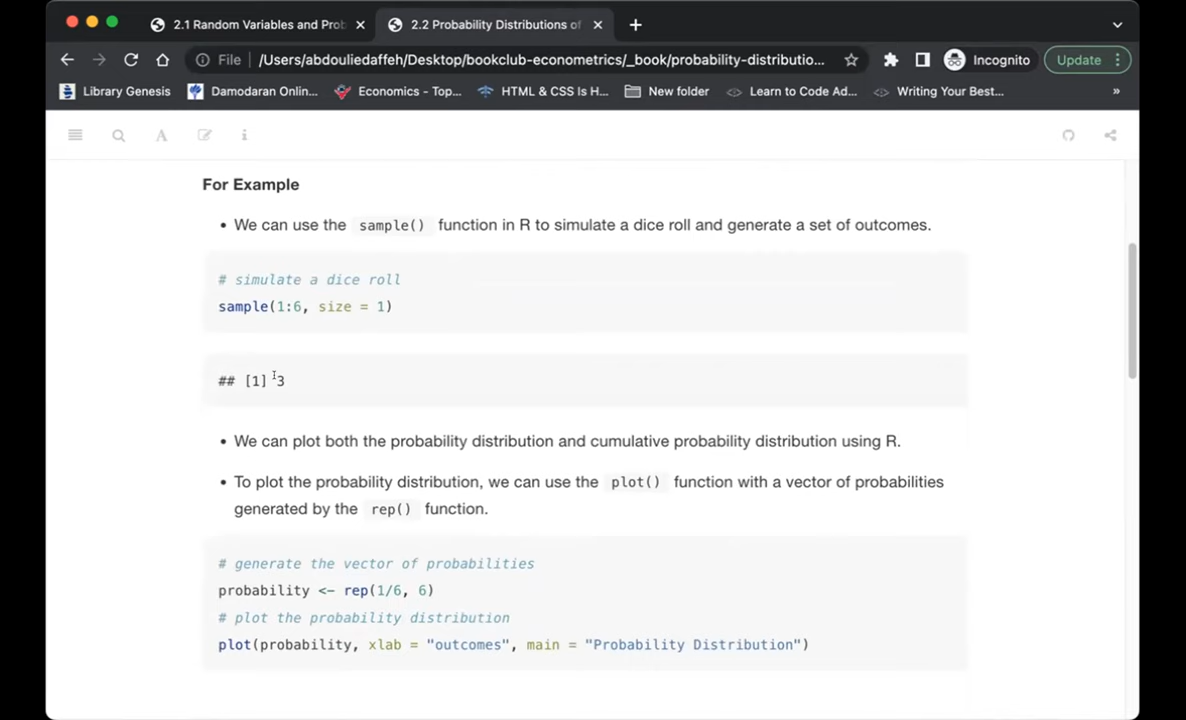 2.1 Random Variables and Prob
2.2 Probability Distributions of
File /Users/abdouliedaffeh/Desktop/bookclub-econometrics/_book/probability-distributio...
Incognito
Update
Library Genesis
Damodaran Onlin...
Economics - Top...
HTML & CSS Is H...
New folder
Learn to Code Ad...
Writing Your Best...
»
A
i
For Example
• We can use the sample() function in R to simulate a dice roll and generate a set of outcomes.
# simulate a dice roll
sample(1:6, size = 1)
## [1] 3
• We can plot both the probability distribution and cumulative probability distribution using R.
• To plot the probability distribution, we can use the plot() function with a vector of probabilities
generated by the rep() function.
# generate the vector of probabilities
probability <- rep(1/6, 6)
# plot the probability distribution
plot(probability, xlab = "outcomes", main = "Probability Distribution")